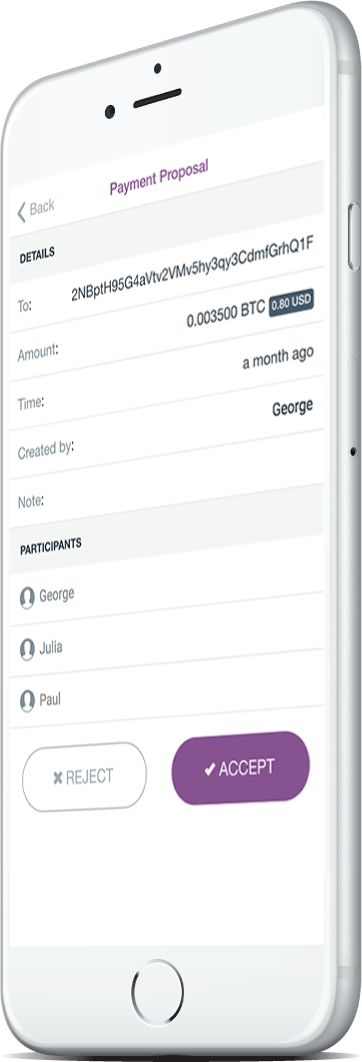 Back
Payment Proposal
DETAILS
To: 2NBptH95G4aVtv2VMv5hy3qy3CdmfGrhQ1F
Amount: 0.003500 BTC 0.80 USD
Time: a month ago
Created by: George
Note:
PARTICIPANTS
George
Julia
Paul
✖ REJECT
✔ ACCEPT